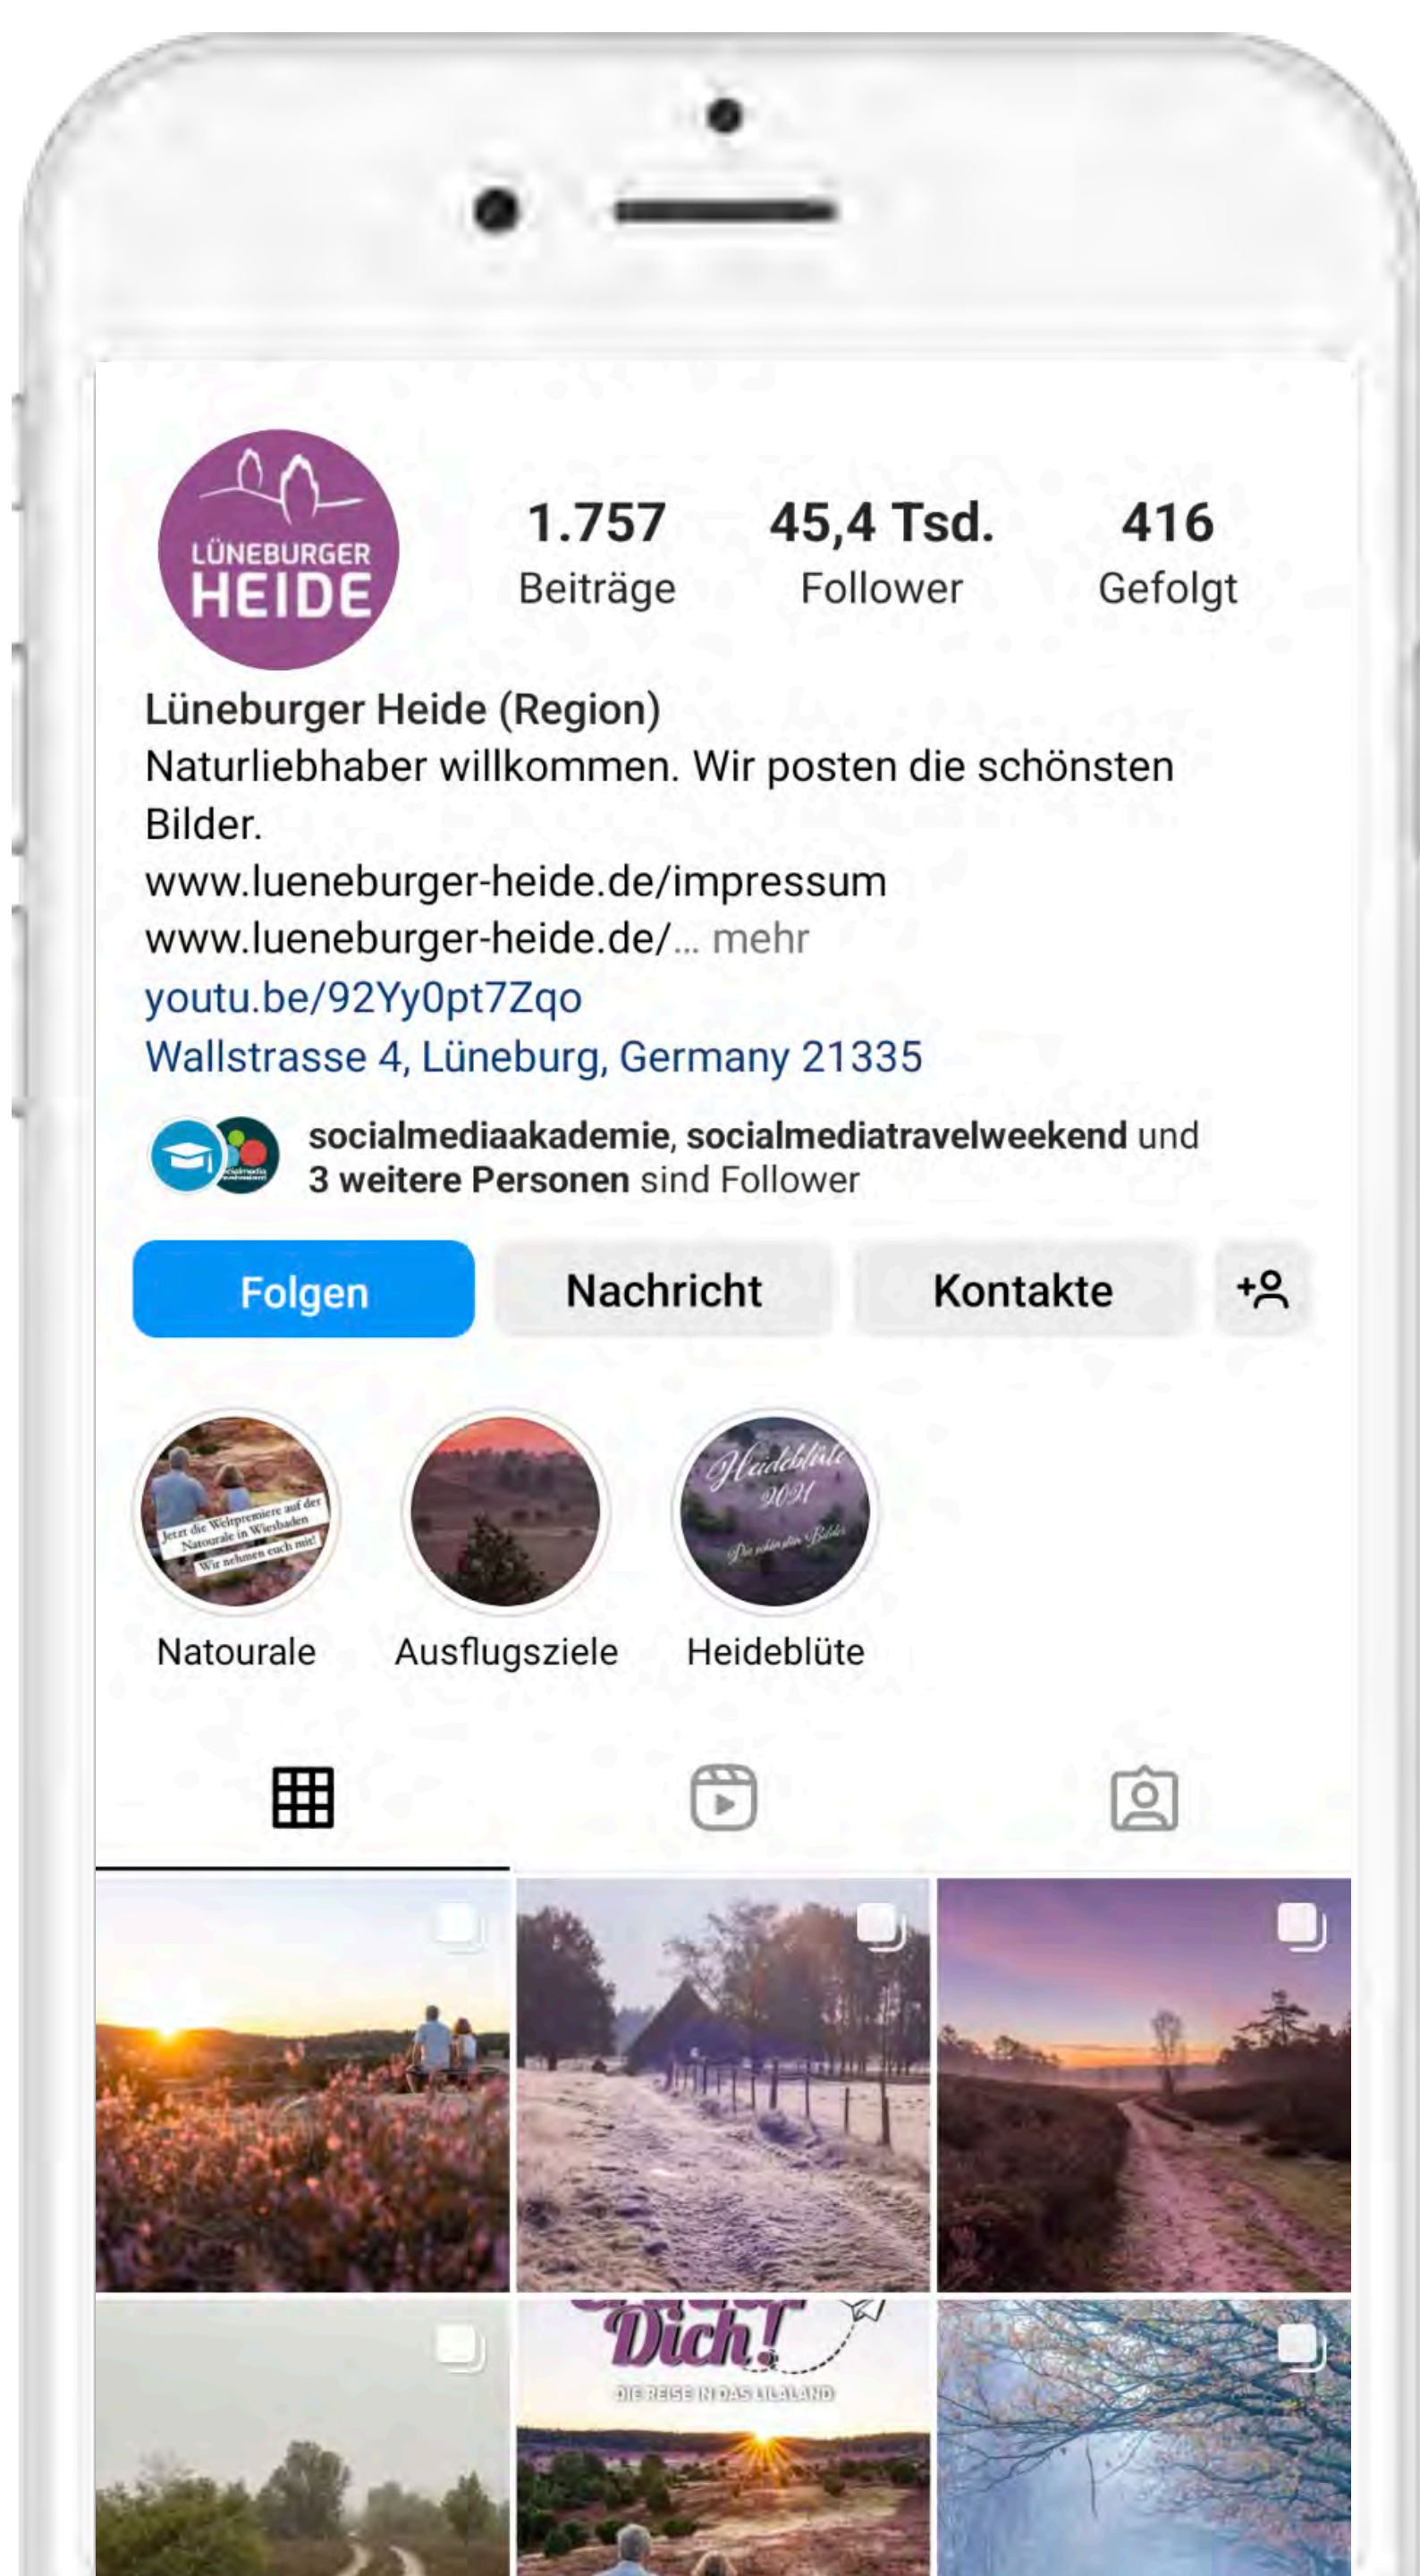 LÜNEBURGER
HEIDE
1.757
Beiträge
45,4 Tsd.
Follower
416
Gefolgt
Lüneburger Heide (Region)
Naturliebhaber willkommen. Wir posten die schönsten
Bilder.
www.lueneburger-heide.de/impressum
www.lueneburger-heide.de/... mehr
youtu.be/92Yy0pt7Zqo
Wallstrasse 4, Lüneburg, Germany 21335
socialmediaakademie, socialmediatravelweekend und
3 weitere Personen sind Follower
Folgen
Nachricht
Kontakte
Jetzt die Weltpremiere auf der
Natourale in Wiesbaden
Wir nehmen euch mit!
Heideblüte
2021
Die schönsten Bilder
Natourale
Ausflugsziele
Heideblüte
Dich!
DIE REISE IN DAS LILALAND